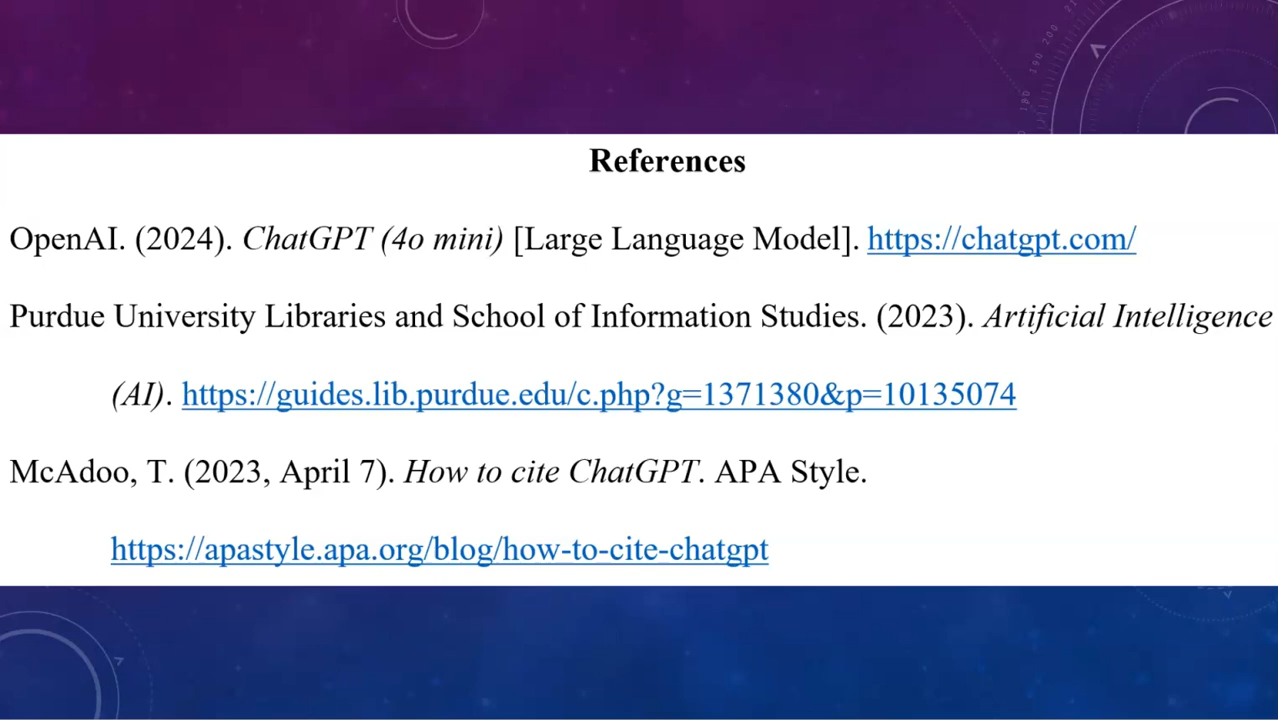 References
OpenAI. (2024). ChatGPT (4o mini) [Large Language Model]. https://chatgpt.com/
Purdue University Libraries and School of Information Studies. (2023). Artificial Intelligence
(AI). https://guides.lib.purdue.edu/c.php?g=1371380&p=10135074
McAdoo, T. (2023, April 7). How to cite ChatGPT. APA Style.
https://apastyle.apa.org/blog/how-to-cite-chatgpt